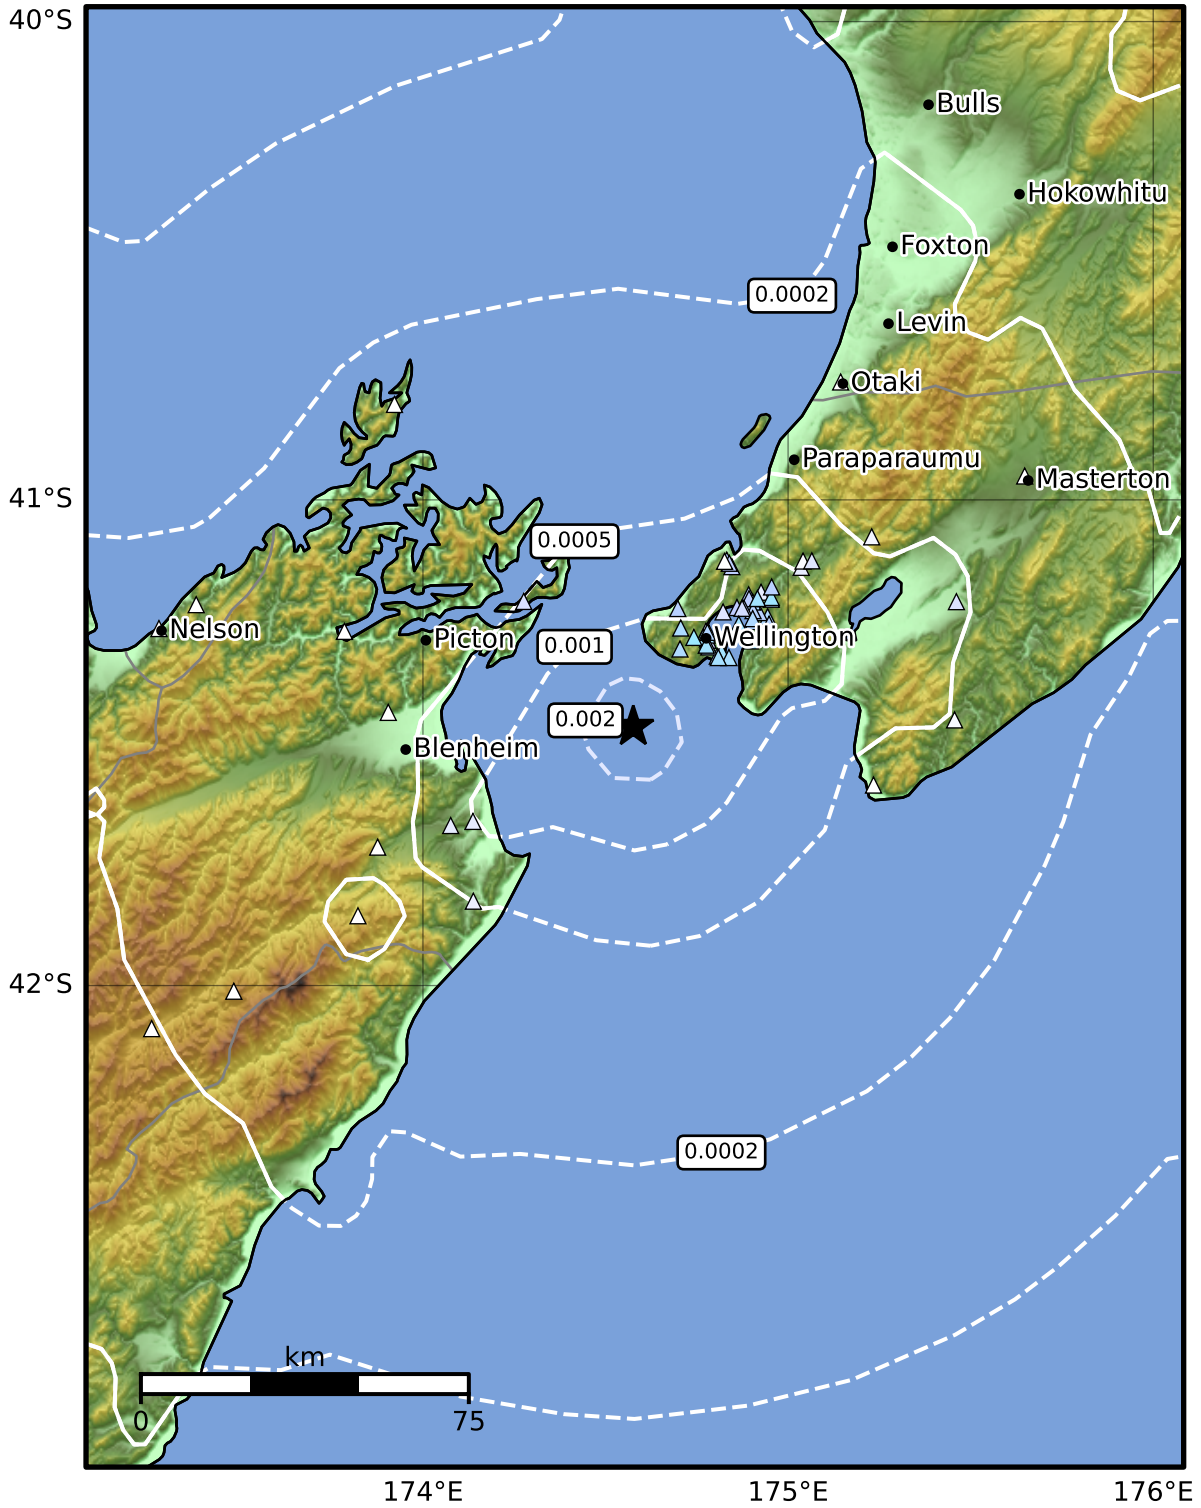 40°S
Bulls
Hokowhitu
Foxton
0.0002
Levin
Otaki
Paraparaumu
41°S
Masterton
0.0005
Nelson
Picton
0.001
Wellington
0.002
Blenheim
42°S
0.0002
km
0
75
174°E
175°E
176°E